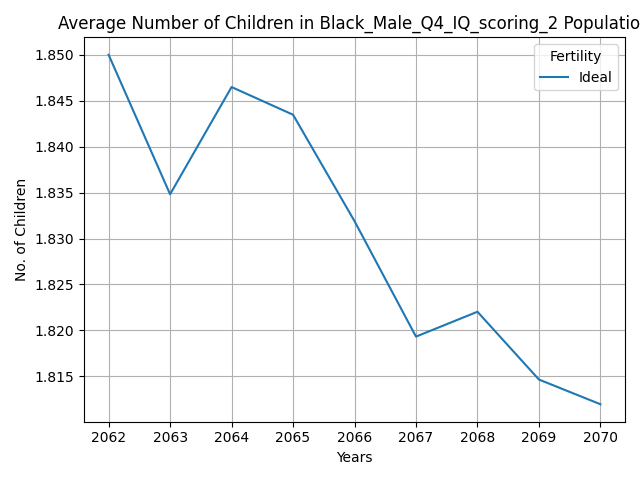 Average Number of Children in Black_Male_Q4_IQ_scoring_2 Populatio
Fertility
Ideal
1.850
1.845
1.840
1.835
1.830
1.825
1.820
1.815
No. of Children
2062 2063 2064 2065 2066 2067 2068 2069 2070
Years